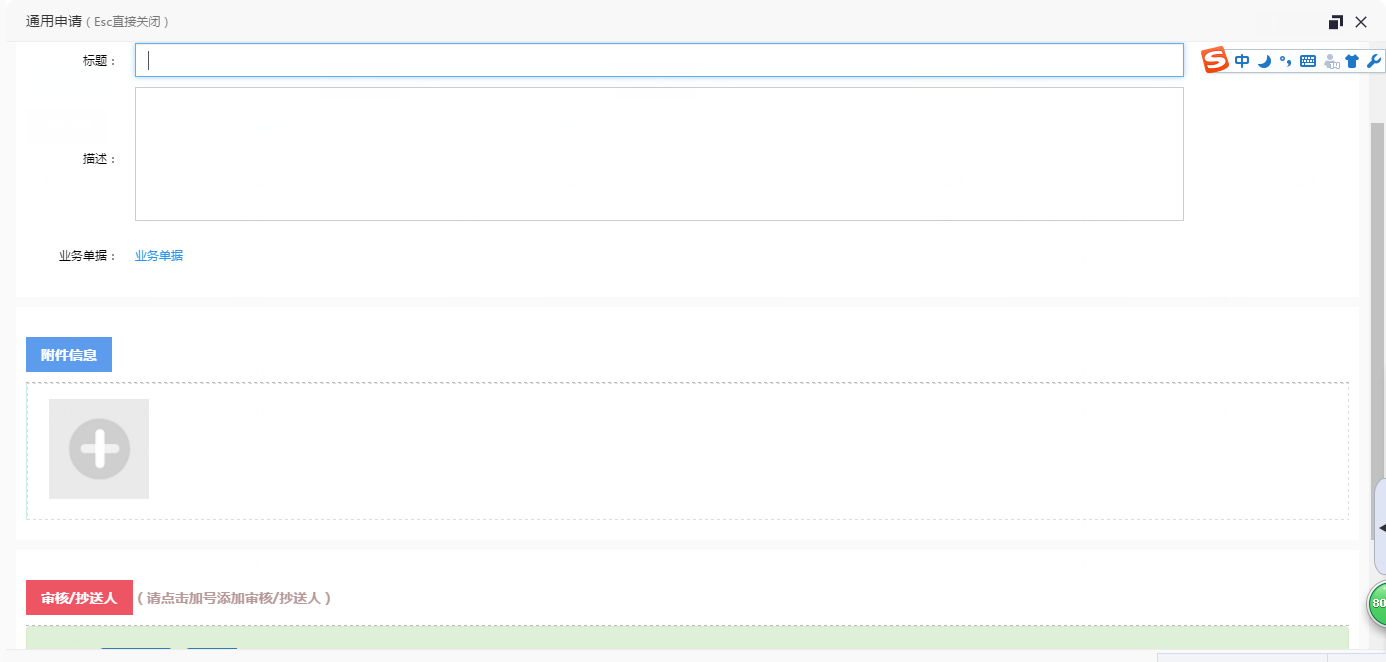 通用申请（Esc直接关闭）
标题：
中
描述：
业务单据： 业务单据
附件信息
审核/抄送人（请点击加号添加审核/抄送人）
80